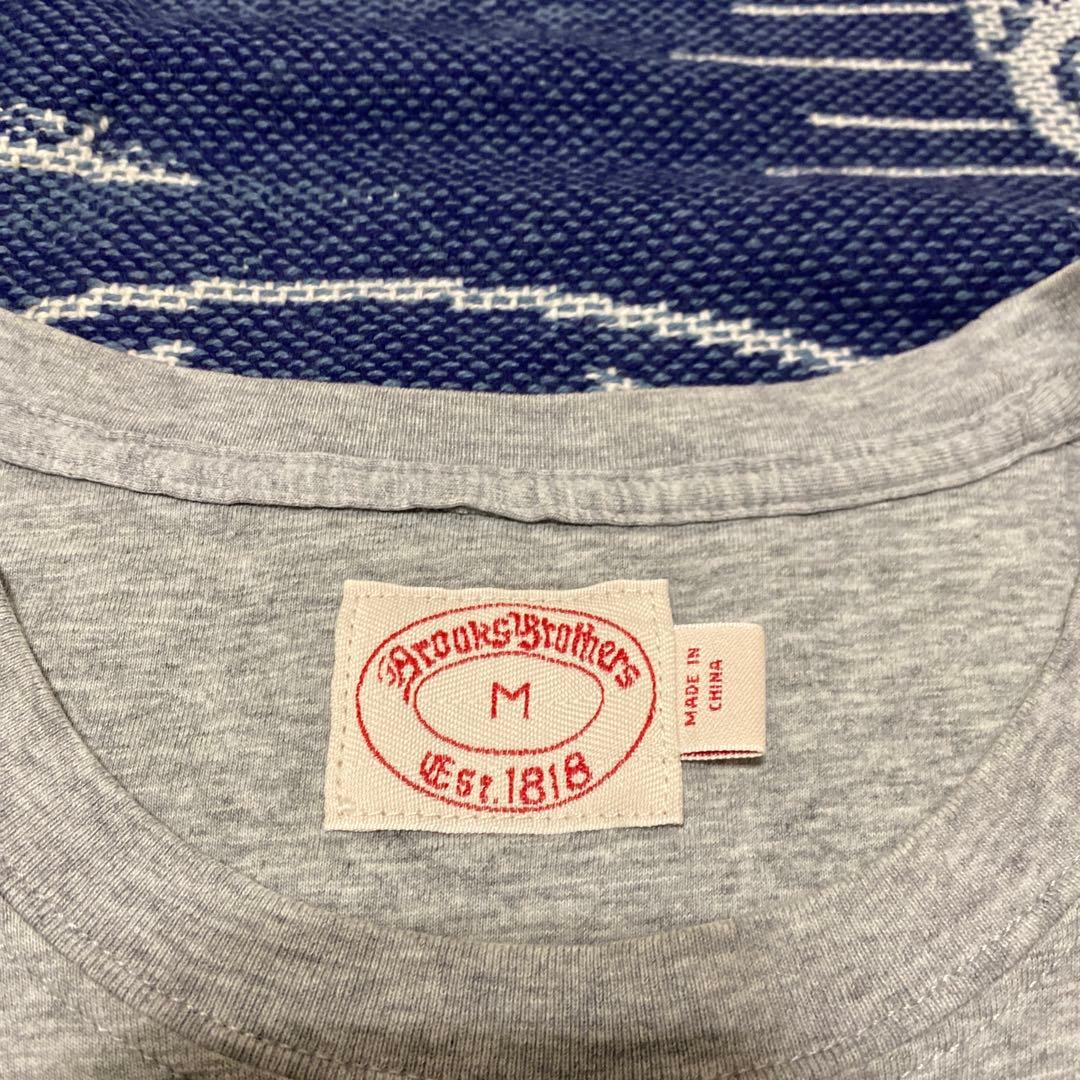 Brooks Brothers
M
Est. 1818
MADE IN
CHINA